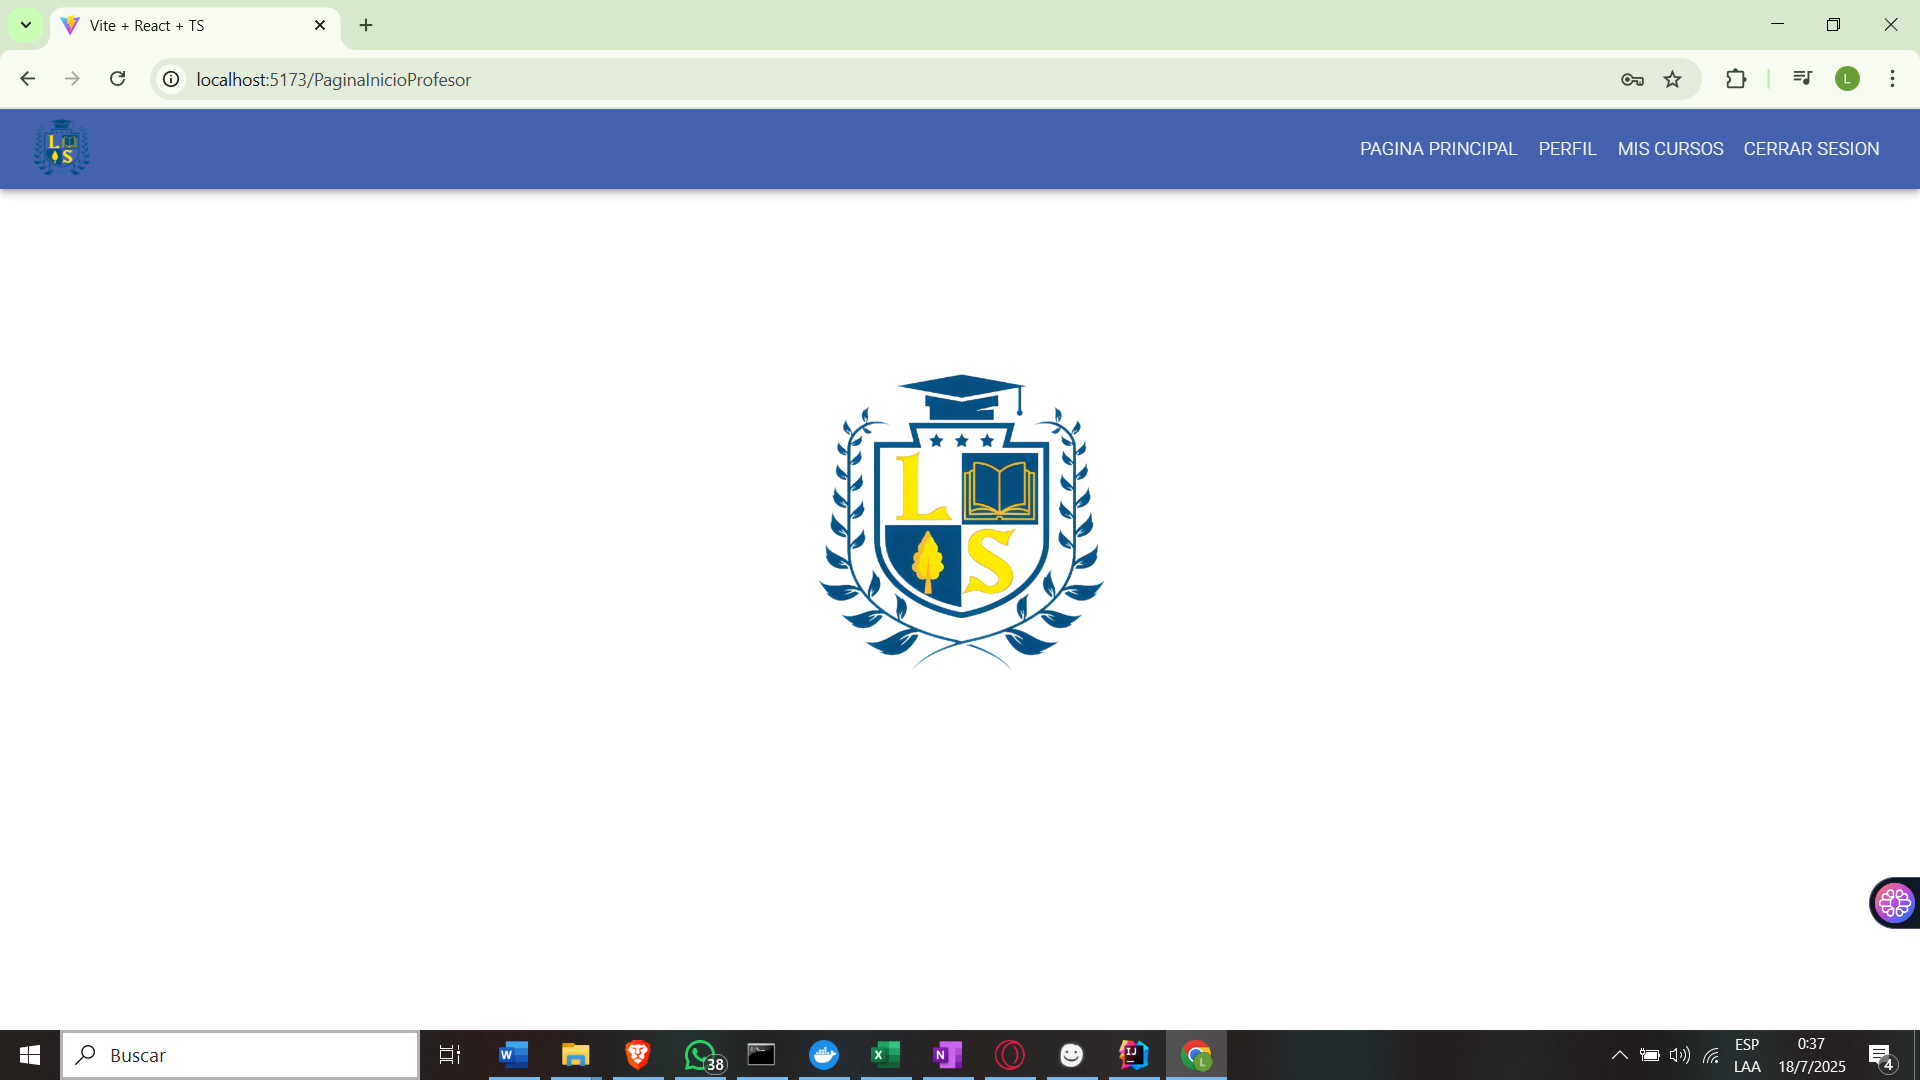 Vite + React + TS
localhost:5173/PaginaInicioProfesor
L
L
S
PAGINA PRINCIPAL PERFIL MIS CURSOS CERRAR SESION
L
S
Buscar
W
38
X
N
IJ
L
ESP
LAA
0:37
18/7/2025
4